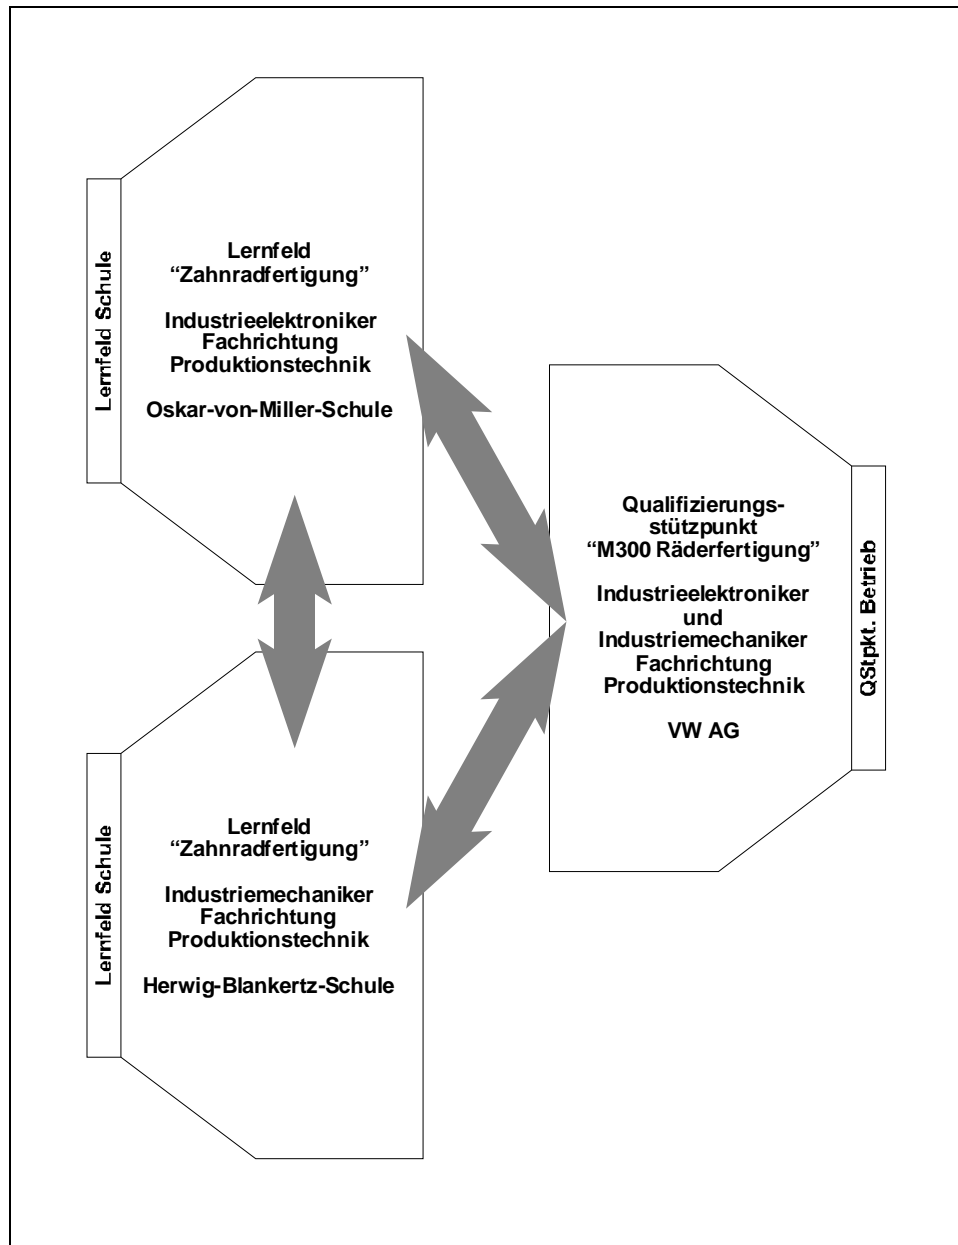 Lernfeld Schule
Lernfeld
“Zahnradfertigung”
Industrieelektroniker
Fachrichtung
Produktionstechnik
Oskar-von-Miller-Schule
Qualifizierungs-
stützpunkt
“M300 Räderfertigung”
Industrieelektroniker
und
Industriemechaniker
Fachrichtung
Produktionstechnik
VW AG
QStpkt. Betrieb
Lernfeld Schule
Lernfeld
“Zahnradfertigung”
Industriemechaniker
Fachrichtung
Produktionstechnik
Herwig-Blankertz-Schule